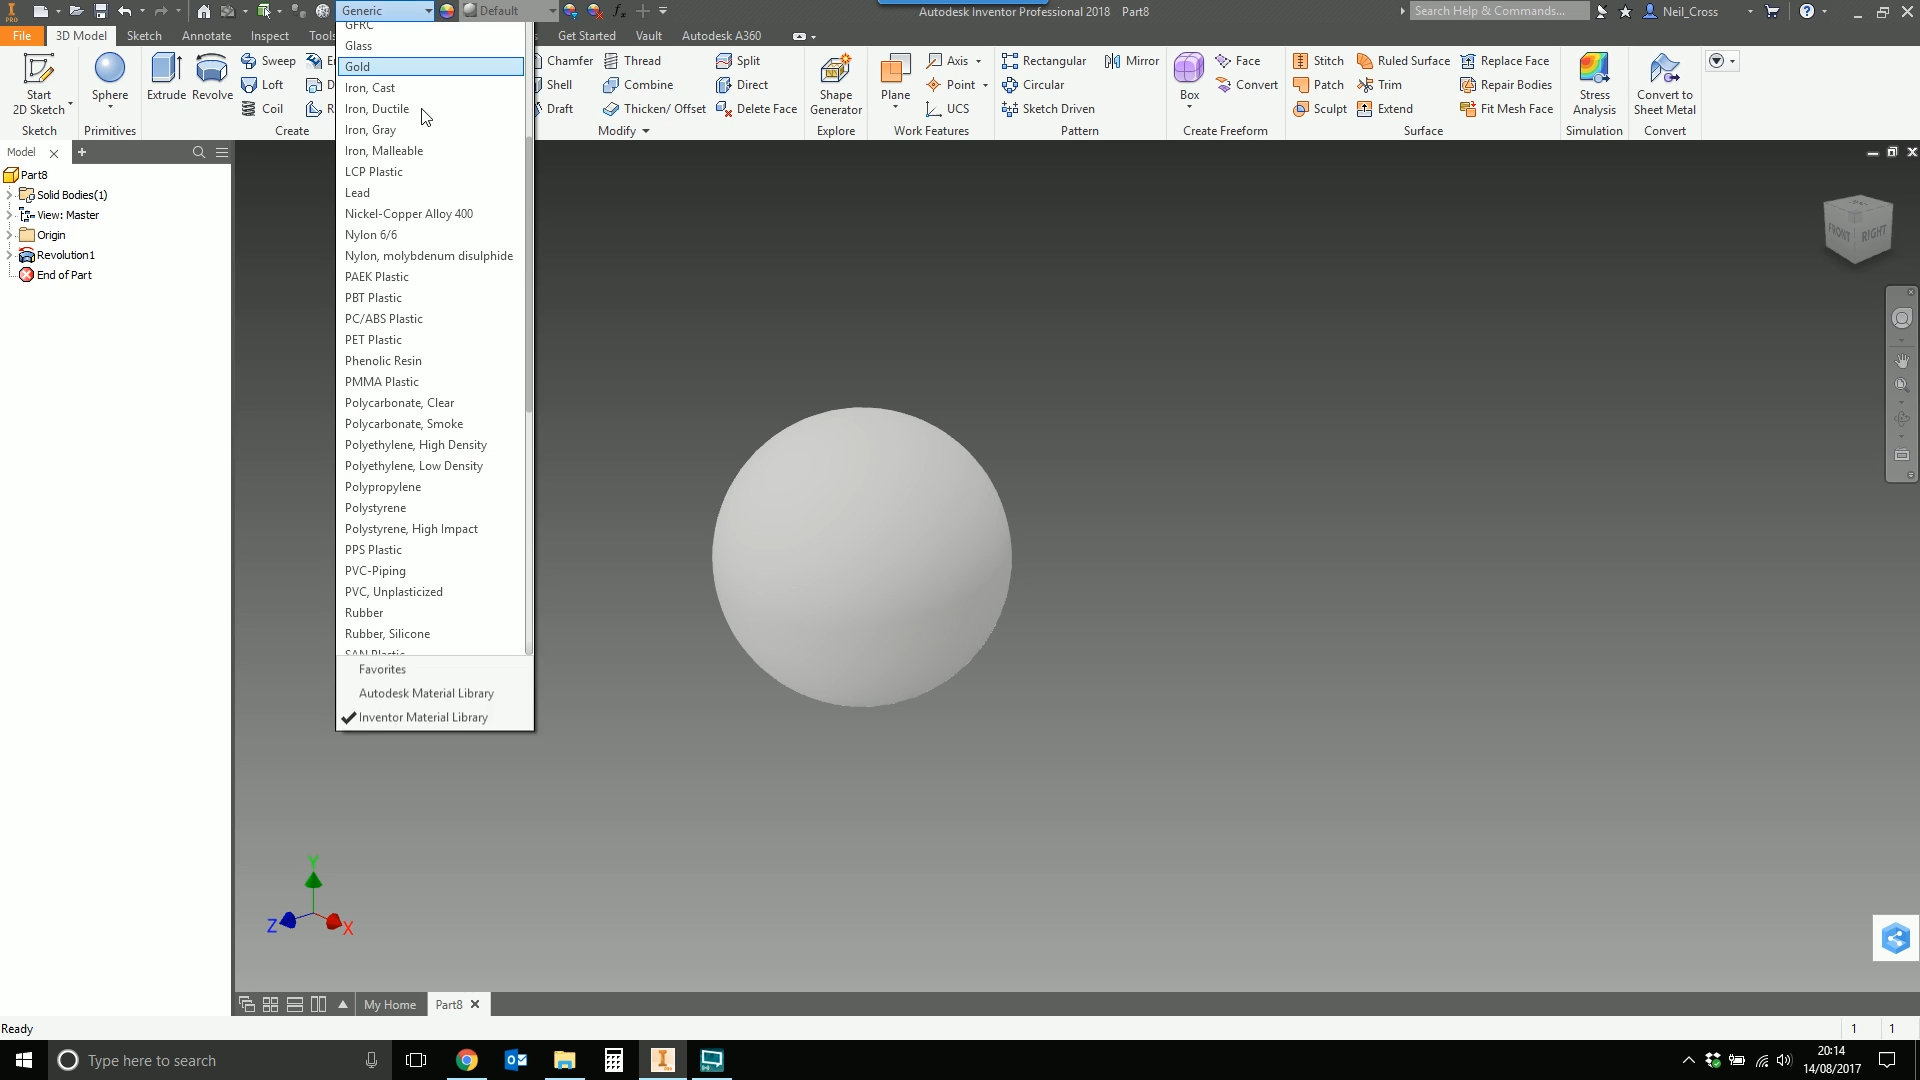 PRO
Generic
Default
Autodesk Inventor Professional 2018 Part8
Search Help & Commands...
Neil_Cross
File
3D Model
Sketch
Annotate
Inspect
Tools
Get Started
Vault
Autodesk A360
Start
2D Sketch
Sketch
Sphere
Primitives
Extrude
Revolve
Sweep
Loft
Coil
Create
Chamfer
Shell
Draft
Thread
Combine
Thicken/ Offset
Split
Direct
Delete Face
Modify
Shape
Generator
Explore
Plane
Axis
Point
UCS
Work Features
Rectangular
Circular
Sketch Driven
Mirror
Pattern
Box
Face
Convert
Create Freeform
Stitch
Patch
Sculpt
Ruled Surface
Trim
Extend
Replace Face
Repair Bodies
Fit Mesh Face
Surface
Stress
Analysis
Simulation
Convert to
Sheet Metal
Convert
Model
Part8
Solid Bodies(1)
View: Master
Origin
Revolution1
End of Part
GFRC
Glass
Gold
Iron, Cast
Iron, Ductile
Iron, Gray
Iron, Malleable
LCP Plastic
Lead
Nickel-Copper Alloy 400
Nylon 6/6
Nylon, molybdenum disulphide
PAEK Plastic
PBT Plastic
PC/ABS Plastic
PET Plastic
Phenolic Resin
PMMA Plastic
Polycarbonate, Clear
Polycarbonate, Smoke
Polyethylene, High Density
Polyethylene, Low Density
Polypropylene
Polystyrene
Polystyrene, High Impact
PPS Plastic
PVC-Piping
PVC, Unplasticized
Rubber
Rubber, Silicone
SAN Plastic
Favorites
Autodesk Material Library
Inventor Material Library
FRONT
RIGHT
Y
Z
X
My Home
Part8
Ready
1 1
Type here to search
20:14
14/08/2017